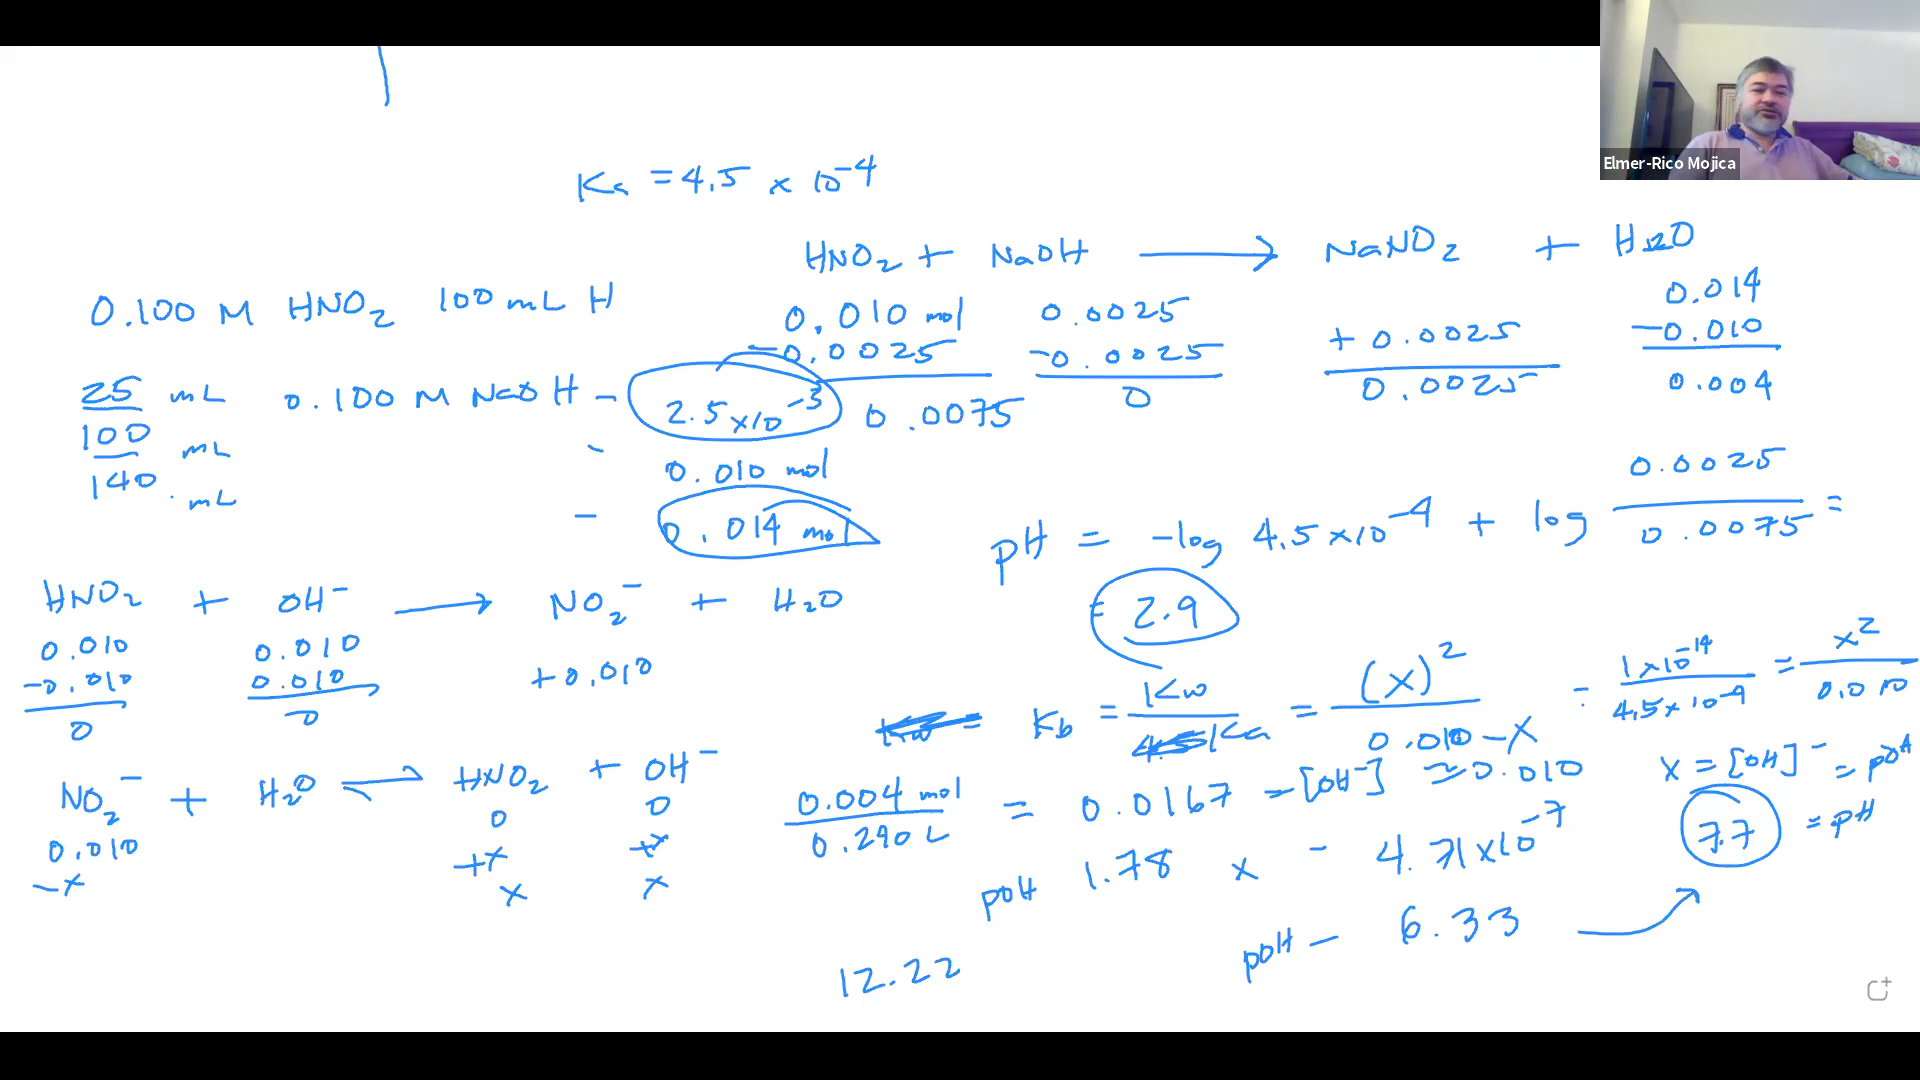 Elmer-Rico Mojica
Ka = 4.5 x 10^-4
HNO2 + NaOH → NaNO2 + H2O
0.100 M HNO2 100 mL H
0.010 mol 0.0025 0.014
-0.0025 -0.0025 +0.0025 -0.010
0.0075 0 0.0025 0.004
25 mL 0.100 M NaOH - 2.5x10^-3
100 mL - 0.010 mol
140 mL - 0.014 mol
pH = -log 4.5x10^-4 + log 0.0025 / 0.0075 =
= 2.9
HNO2 + OH^- → NO2^- + H2O
0.010 0.010 +0.010
-0.010 0.010
0 0
Kb = Kw / Ka = (x)^2 / 0.010 - x = 1x10^-14 / 4.5x10^-4 = x^2 / 0.010
≈ 0.010
NO2^- + H2O ⇌ HNO2 + OH^-
0.010 0 0
-x +x +x
x x
0.004 mol / 0.290 L = 0.0167 = [OH^-]
x = [OH]^- = pOH
7.7 = pH
pOH 1.78 x - 4.71x10^-7
pOH - 6.33
12.22